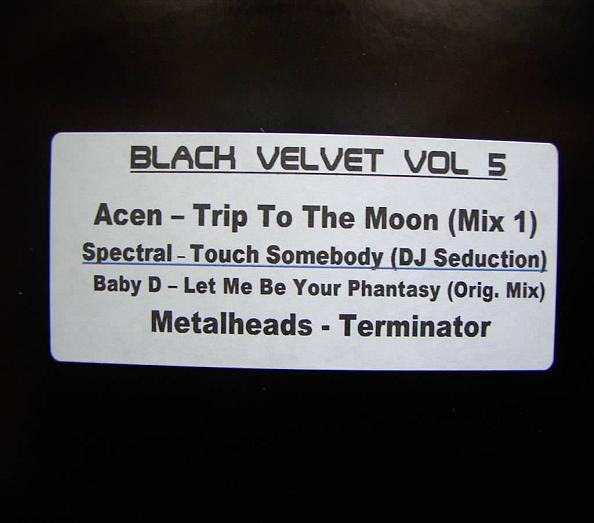 BLACK VELVET VOL 5
Acen – Trip To The Moon (Mix 1)
Spectral – Touch Somebody (DJ Seduction)
Baby D – Let Me Be Your Phantasy (Orig. Mix)
Metalheads - Terminator